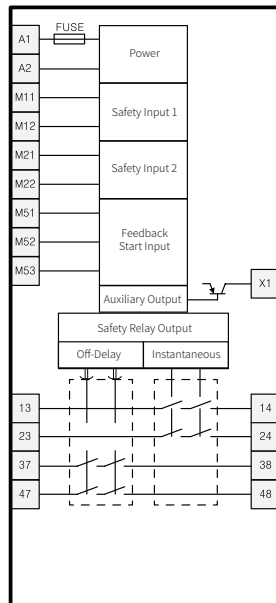 A1
FUSE
Power
A2
M11
Safety Input 1
M12
M21
Safety Input 2
M22
M51
Feedback
Start Input
M52
M53
X1
Auxiliary Output
Safety Relay Output
Off-Delay
Instantaneous
13
14
23
24
37
38
47
48